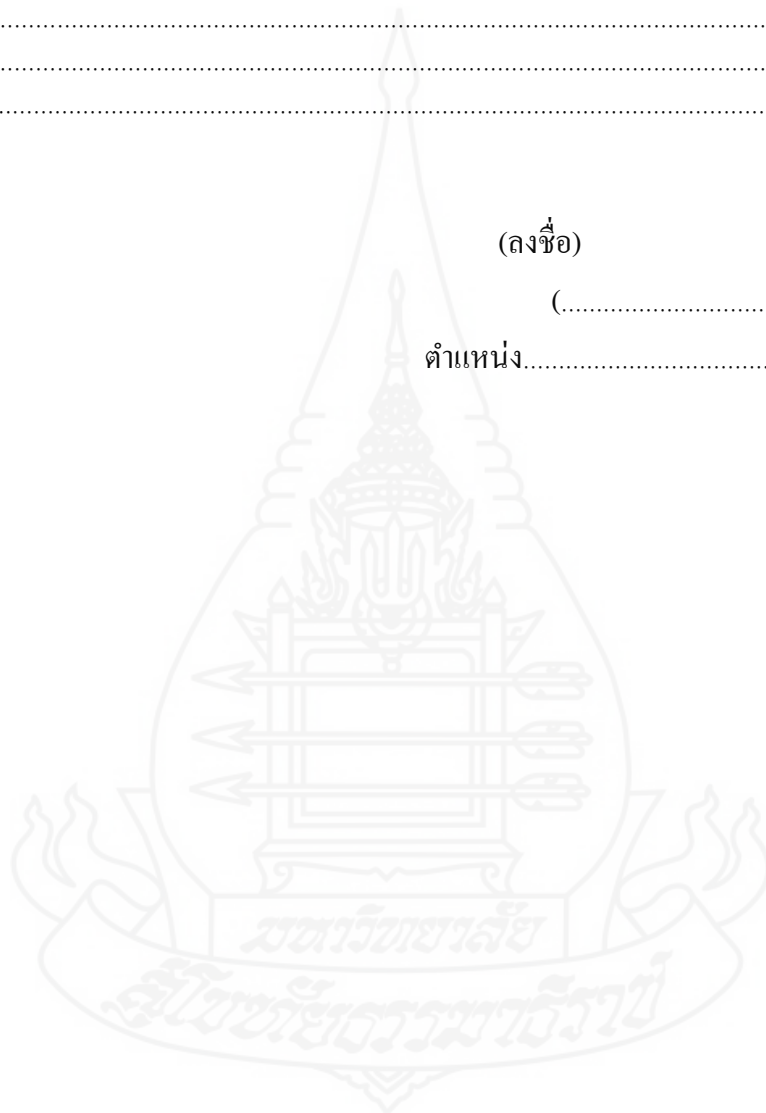 ................................................................................................................
................................................................................................................
................................................................................................................
(ลงชื่อ)
(..............................
ตำแหน่ง...................................
มหาวิทยาลัย
สุโขทัยธรรมาธิราช